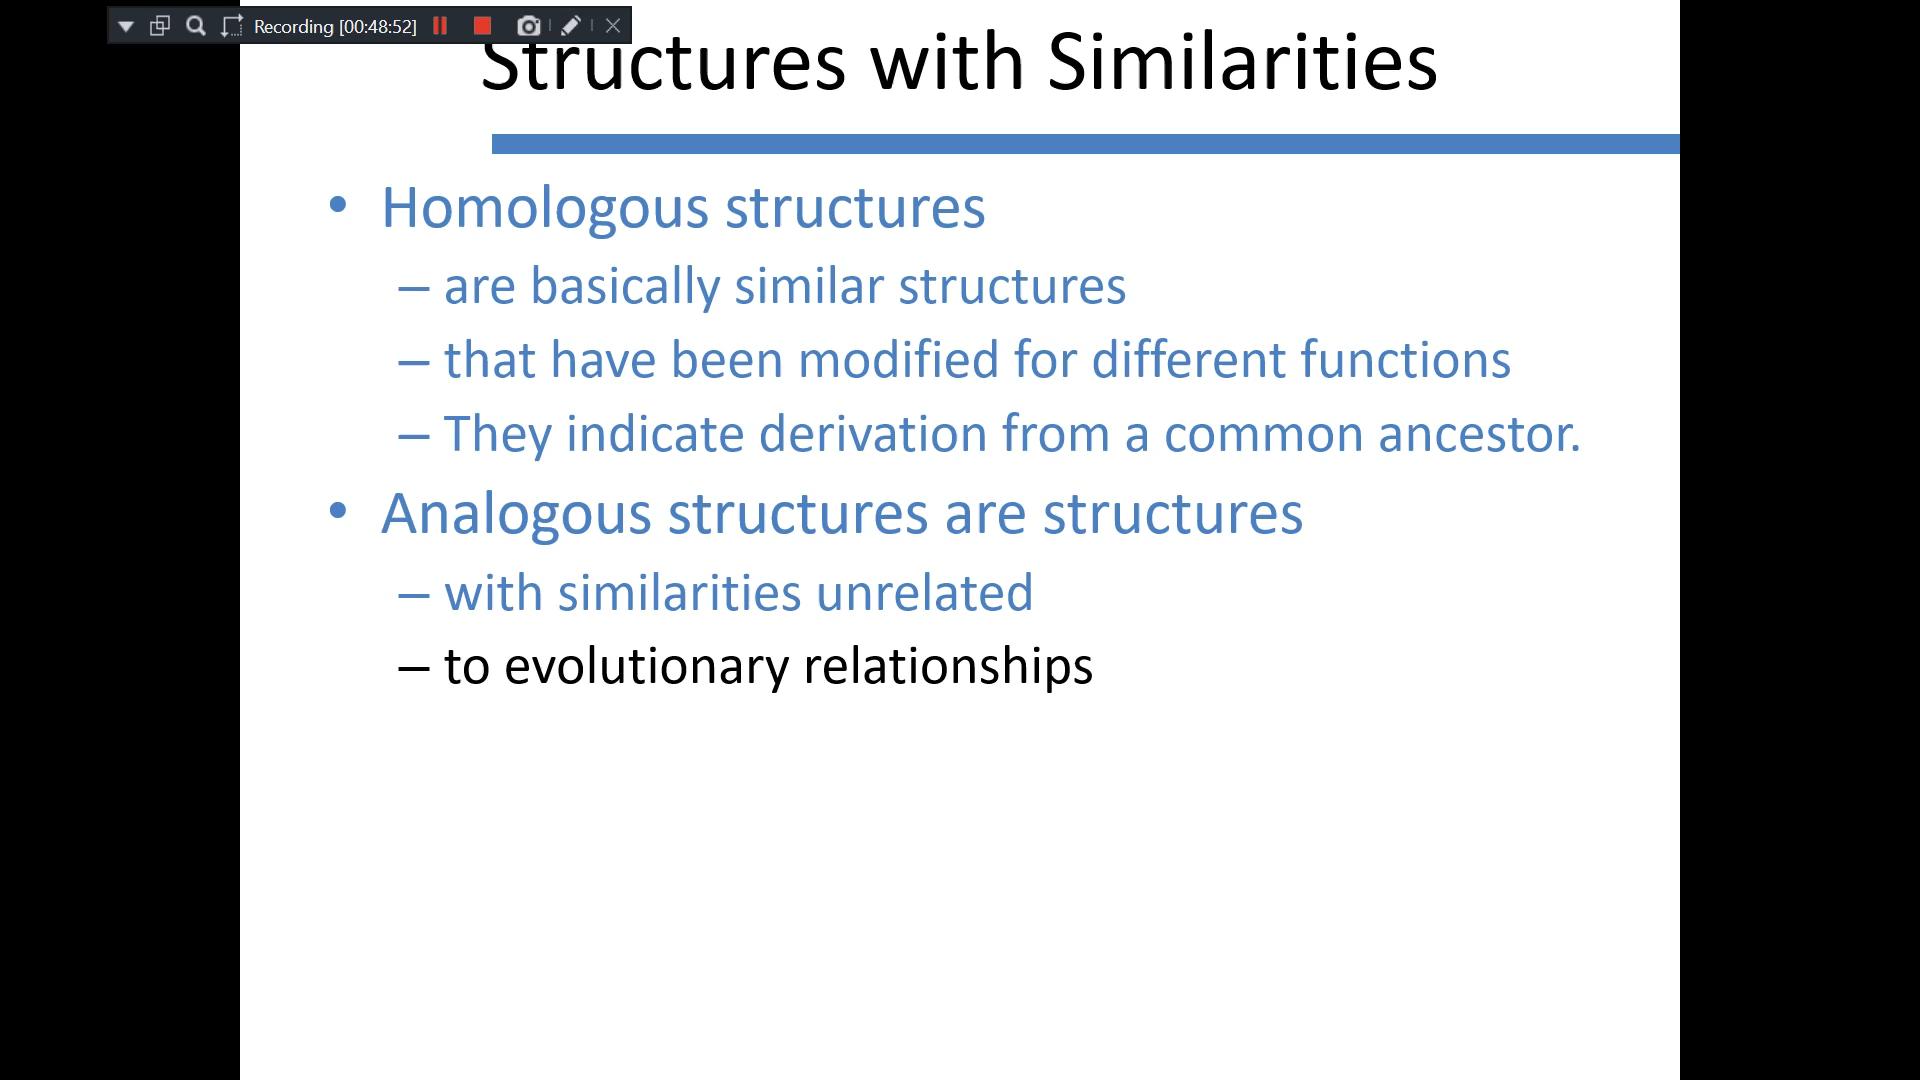 Recording [00:48:52]
Structures with Similarities
• Homologous structures
– are basically similar structures
– that have been modified for different functions
– They indicate derivation from a common ancestor.
• Analogous structures are structures
– with similarities unrelated
– to evolutionary relationships